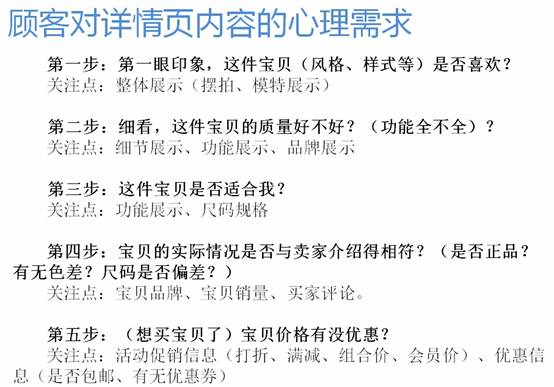 顾客对详情页内容的心理需求
第一步：第一眼印象，这件宝贝（风格、样式等）是否喜欢？
关注点：整体展示（摆拍、模特展示）
第二步：细看，这件宝贝的质量好不好？（功能全不全）？
关注点：细节展示、功能展示、品牌展示
第三步：这件宝贝是否适合我？
关注点：功能展示、尺码规格
第四步：宝贝的实际情况是否与卖家介绍得相符？（是否正品？
有无色差？尺码是否偏差？）
关注点：宝贝品牌、宝贝销量、买家评论。
第五步：（想买宝贝了）宝贝价格有没优惠？
关注点：活动促销信息（打折、满减、组合价、会员价）、优惠信
息（是否包邮、有无优惠券）